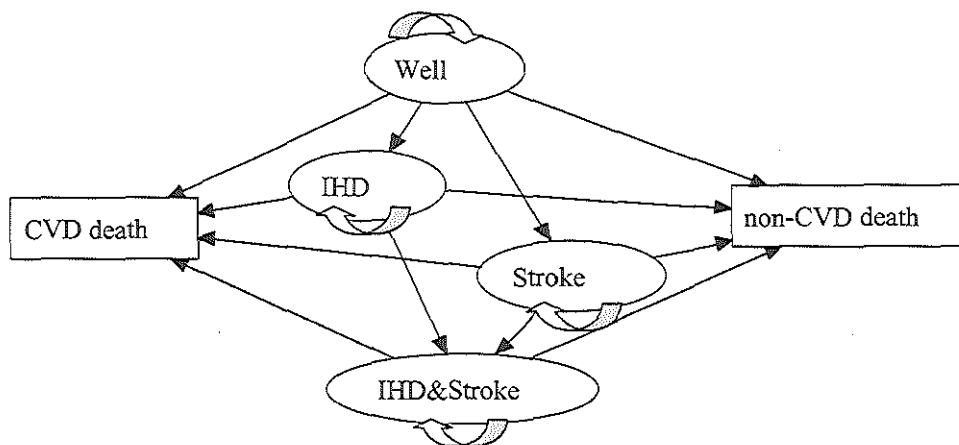 Well
IHD
CVD death
non-CVD death
Stroke
IHD&Stroke